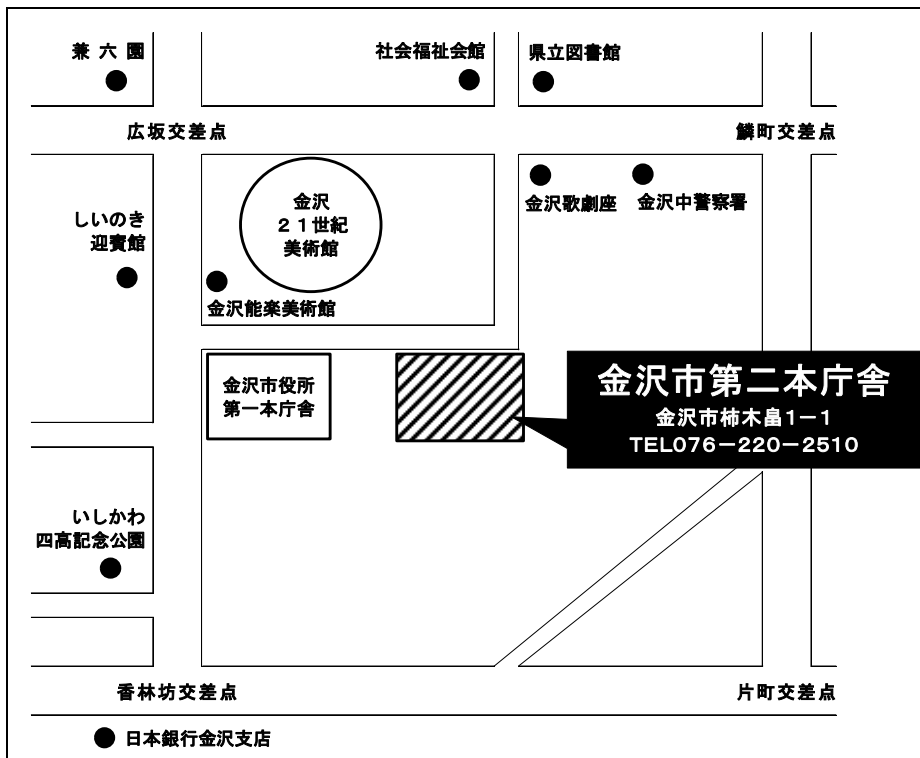 兼六園
社会福祉会館
県立図書館
広坂交差点
鱗町交差点
金沢
２１世紀
美術館
金沢歌劇座
金沢中警察署
しいのき
迎賓館
金沢能楽美術館
金沢市役所
第一本庁舎
金沢市第二本庁舎
金沢市柿木畠１−１
TEL076−220−2510
いしかわ
四高記念公園
香林坊交差点
片町交差点
日本銀行金沢支店